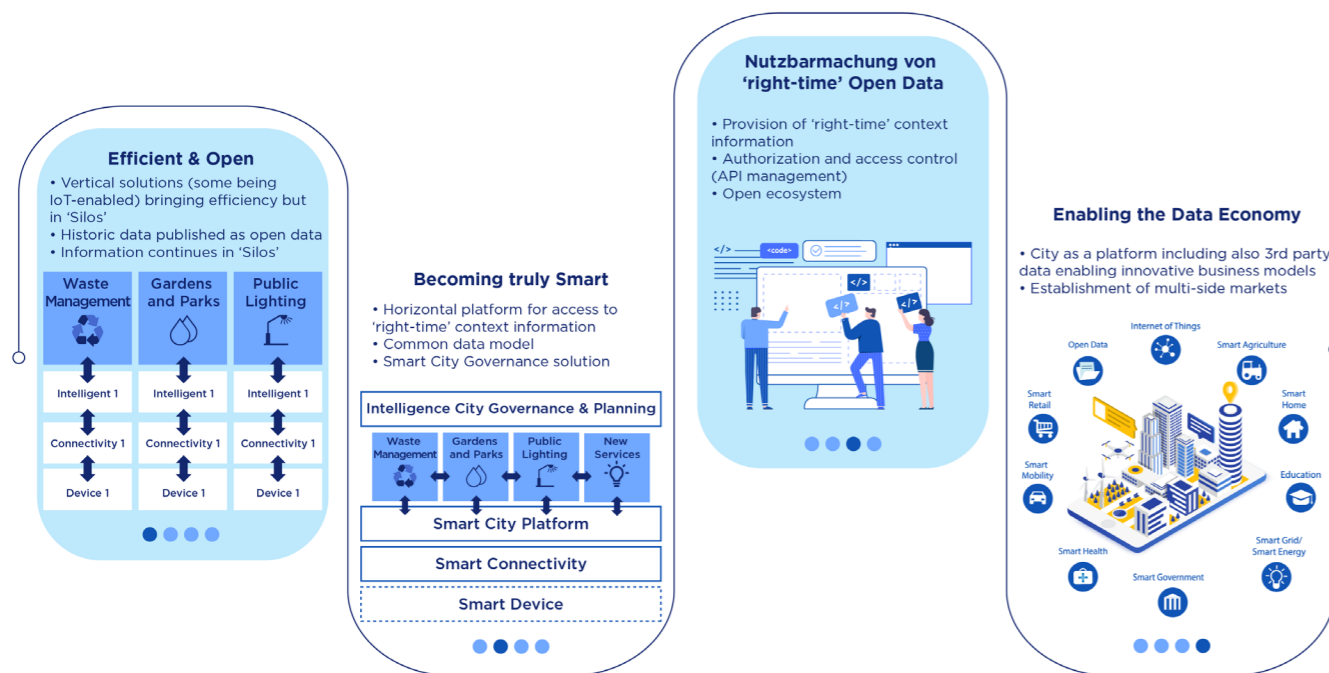 Efficient & Open
• Vertical solutions (some being
IoT-enabled) bringing efficiency but
in ‘Silos’
• Historic data published as open data
• Information continues in ‘Silos’
Waste
Management
Gardens
and Parks
Public
Lighting
Intelligent 1
Intelligent 1
Intelligent 1
Connectivity 1
Connectivity 1
Connectivity 1
Device 1
Device 1
Device 1
Becoming truly Smart
• Horizontal platform for access to
‘right-time’ context information
• Common data model
• Smart City Governance solution
Intelligence City Governance & Planning
Waste
Management
Gardens
and Parks
Public
Lighting
New
Services
Smart City Platform
Smart Connectivity
Smart Device
Nutzbarmachung von
‘right-time’ Open Data
• Provision of ‘right-time’ context
information
• Authorization and access control
(API management)
• Open ecosystem
</>
<code>
</>
</>
</>
</>
Enabling the Data Economy
• City as a platform including also 3rd party
data enabling innovative business models
• Establishment of multi-side markets
Internet of Things
Open Data
Smart Agriculture
Smart
Retail
Smart
Home
Smart
Mobility
Education
Smart Health
Smart Government
Smart Grid/
Smart Energy